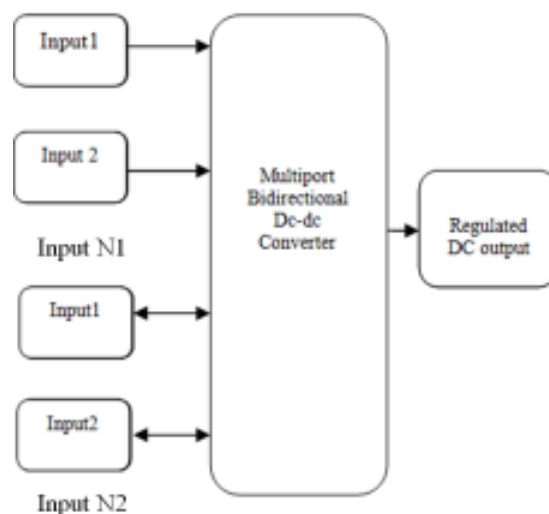 Input1
Input 2
Input N1
Input1
Input2
Input N2
Multiport
Bidirectional
Dc-dc
Converter
Regulated
DC output